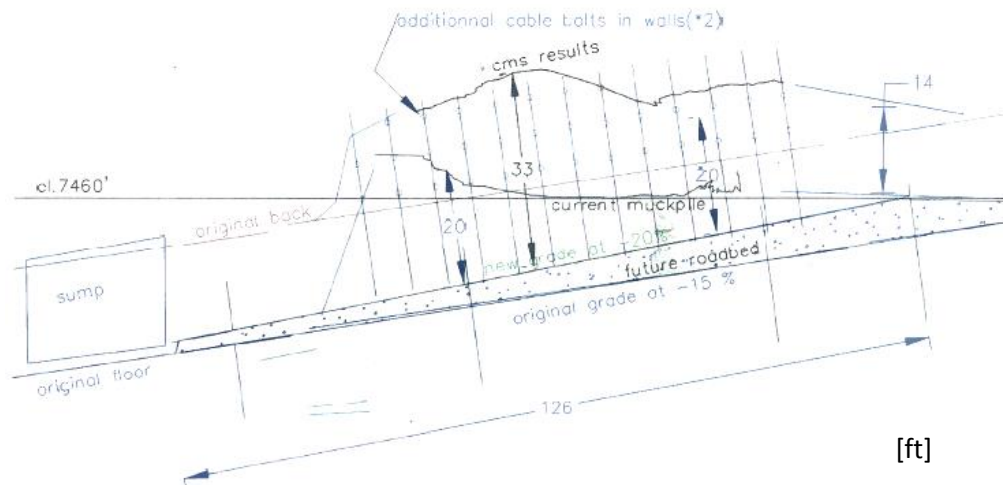 additionnal cable bolts in walls(*2)
cms results
14
33
20
el.7460'
current muckpile
original back
20
new grade at -20%
future roadbed
sump
original grade at -15 %
original floor
126
[ft]